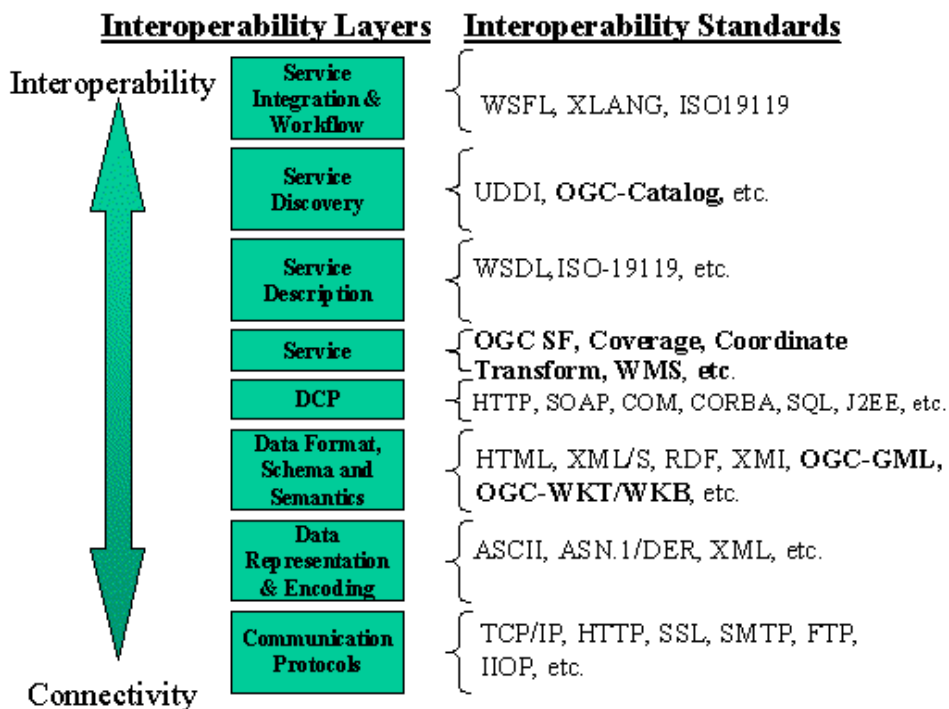 Interoperability Layers Interoperability Standards
Interoperability
Service
Integration &
Workflow
WSFL, XLANG, ISO19119
Service
Discovery
UDDI, OGC-Catalog, etc.
Service
Description
WSDL,ISO-19119, etc.
Service
OGC SF, Coverage, Coordinate
Transform, WMS, etc.
DCP
HTTP, SOAP, COM, CORBA, SQL, J2EE, etc.
Data Format,
Schema and
Semantics
HTML, XML/S, RDF, XMI, OGC-GML,
OGC-WKT/WKB, etc.
Data
Representation
& Encoding
ASCII, ASN.1/DER, XML, etc.
Communication
Protocols
TCP/IP, HTTP, SSL, SMTP, FTP,
IIOP, etc.
Connectivity